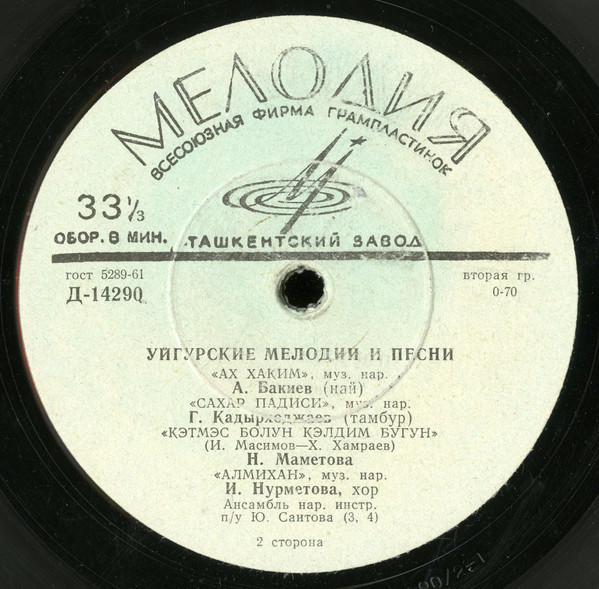 МЕЛОДИЯ
ВСЕСОЮЗНАЯ ФИРМА ГРАМПЛАСТИНОК
33⅓
ОБОР. В МИН.
ТАШКЕНТСКИЙ ЗАВОД
ГОСТ 5289-61
Д-14290
вторая гр.
0-70
УЙГУРСКИЕ МЕЛОДИИ И ПЕСНИ
«АХ ХАКИМ», муз. нар.
А. Бакиев (най)
«САХАР ПАДИСИ», муз. нар.
Г. Кадырходжаев (тамбур)
«КЭТМЭС БОЛУН КЭЛДИМ БУГУН»
(И. Масимов—Х. Хамраев)
Н. Маметова
«АЛМИХАН», муз. нар.
И. Нурметова, хор
Ансамбль нар. инстр.
п/у Ю. Саитова (3, 4)
2 сторона